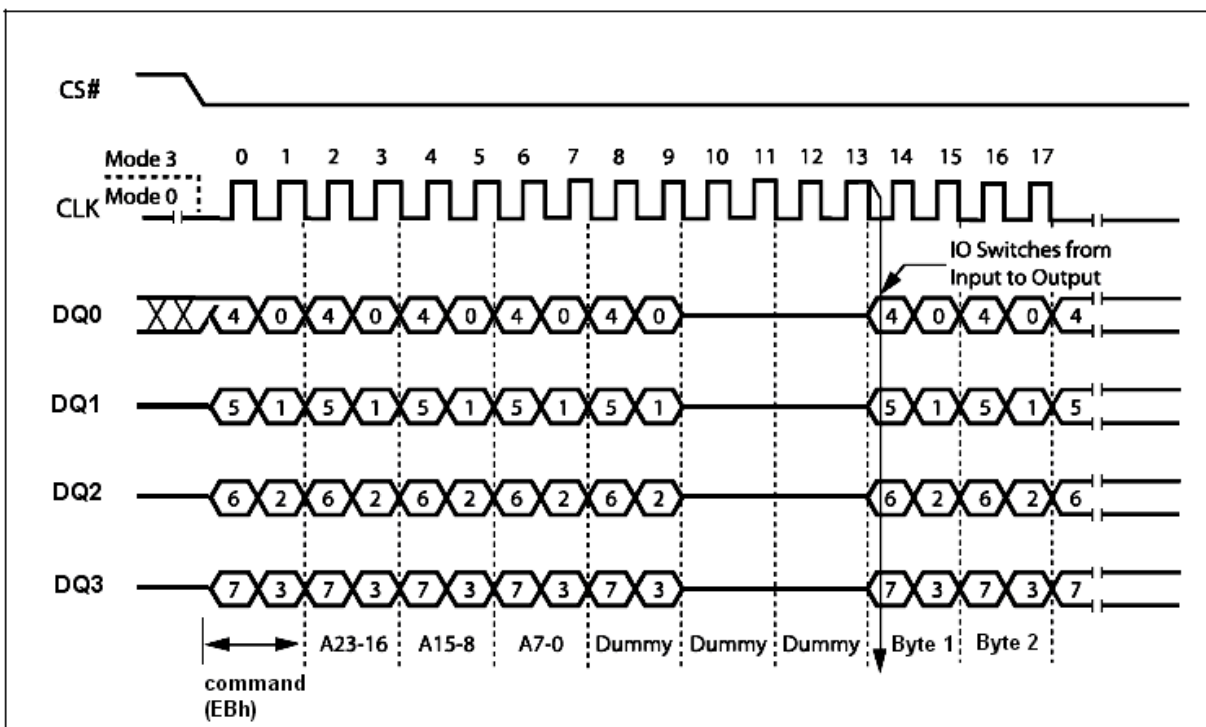 CS#
Mode 3
0 1 2 3 4 5 6 7 8 9 10 11 12 13 14 15 16 17
CLK
Mode 0
IO Switches from
Input to Output
DQ0
4 0 4 0 4 0 4 0 4 0 4 0 4 0 4
DQ1
5 1 5 1 5 1 5 1 5 1 5 1 5 1 5
DQ2
6 2 6 2 6 2 6 2 6 2 6 2 6 2 6
DQ3
7 3 7 3 7 3 7 3 7 3 7 3 7 3 7
A23-16 A15-8 A7-0 Dummy Dummy Dummy Byte 1 Byte 2
command
(EBh)